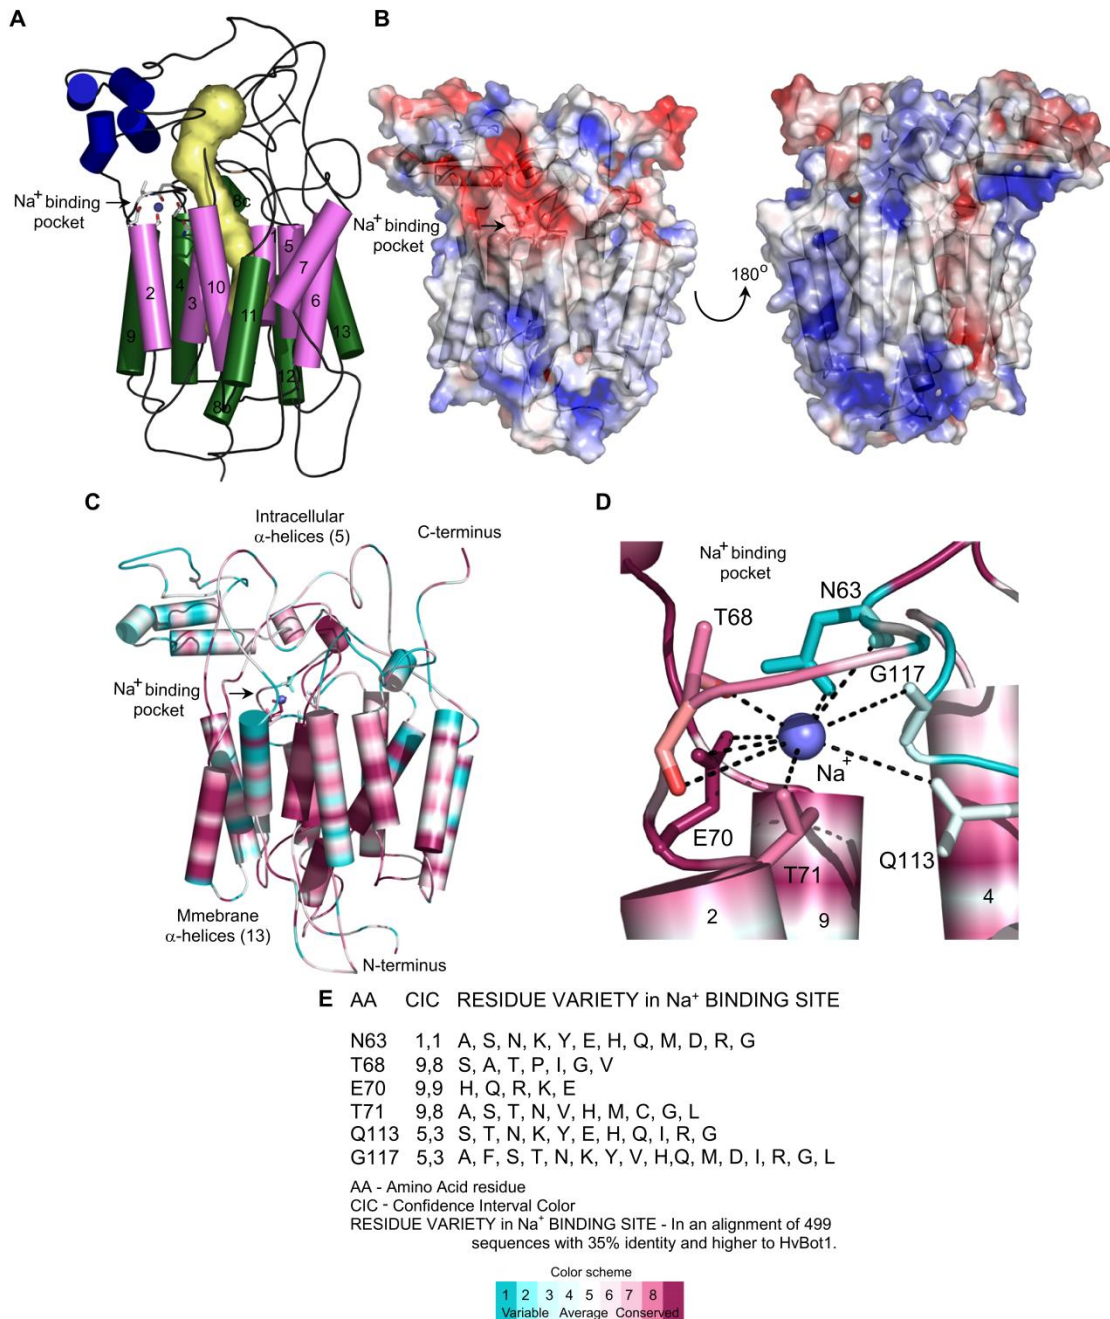 A
B
Na+ binding
pocket
8c
5
7
2
4
3
10
6
9
11
13
12
8b
Na+ binding
pocket
180o
C
Intracellular
α-helices (5)
C-terminus
Na+ binding
pocket
Mmebrane
α-helices (13)
N-terminus
D
Na+ binding
pocket
N63
T68
G117
Na+
E70
T71
Q113
2
9
4
E AA CIC RESIDUE VARIETY in Na+ BINDING SITE
N63 1,1 A, S, N, K, Y, E, H, Q, M, D, R, G
T68 9,8 S, A, T, P, I, G, V
E70 9,9 H, Q, R, K, E
T71 9,8 A, S, T, N, V, H, M, C, G, L
Q113 5,3 S, T, N, K, Y, E, H, Q, I, R, G
G117 5,3 A, F, S, T, N, K, Y, V, H,Q, M, D, I, R, G, L
AA - Amino Acid residue
CIC - Confidence Interval Color
RESIDUE VARIETY in Na+ BINDING SITE - In an alignment of 499
sequences with 35% identity and higher to HvBot1.
Color scheme
1 2 3 4 5 6 7 8
Variable Average Conserved